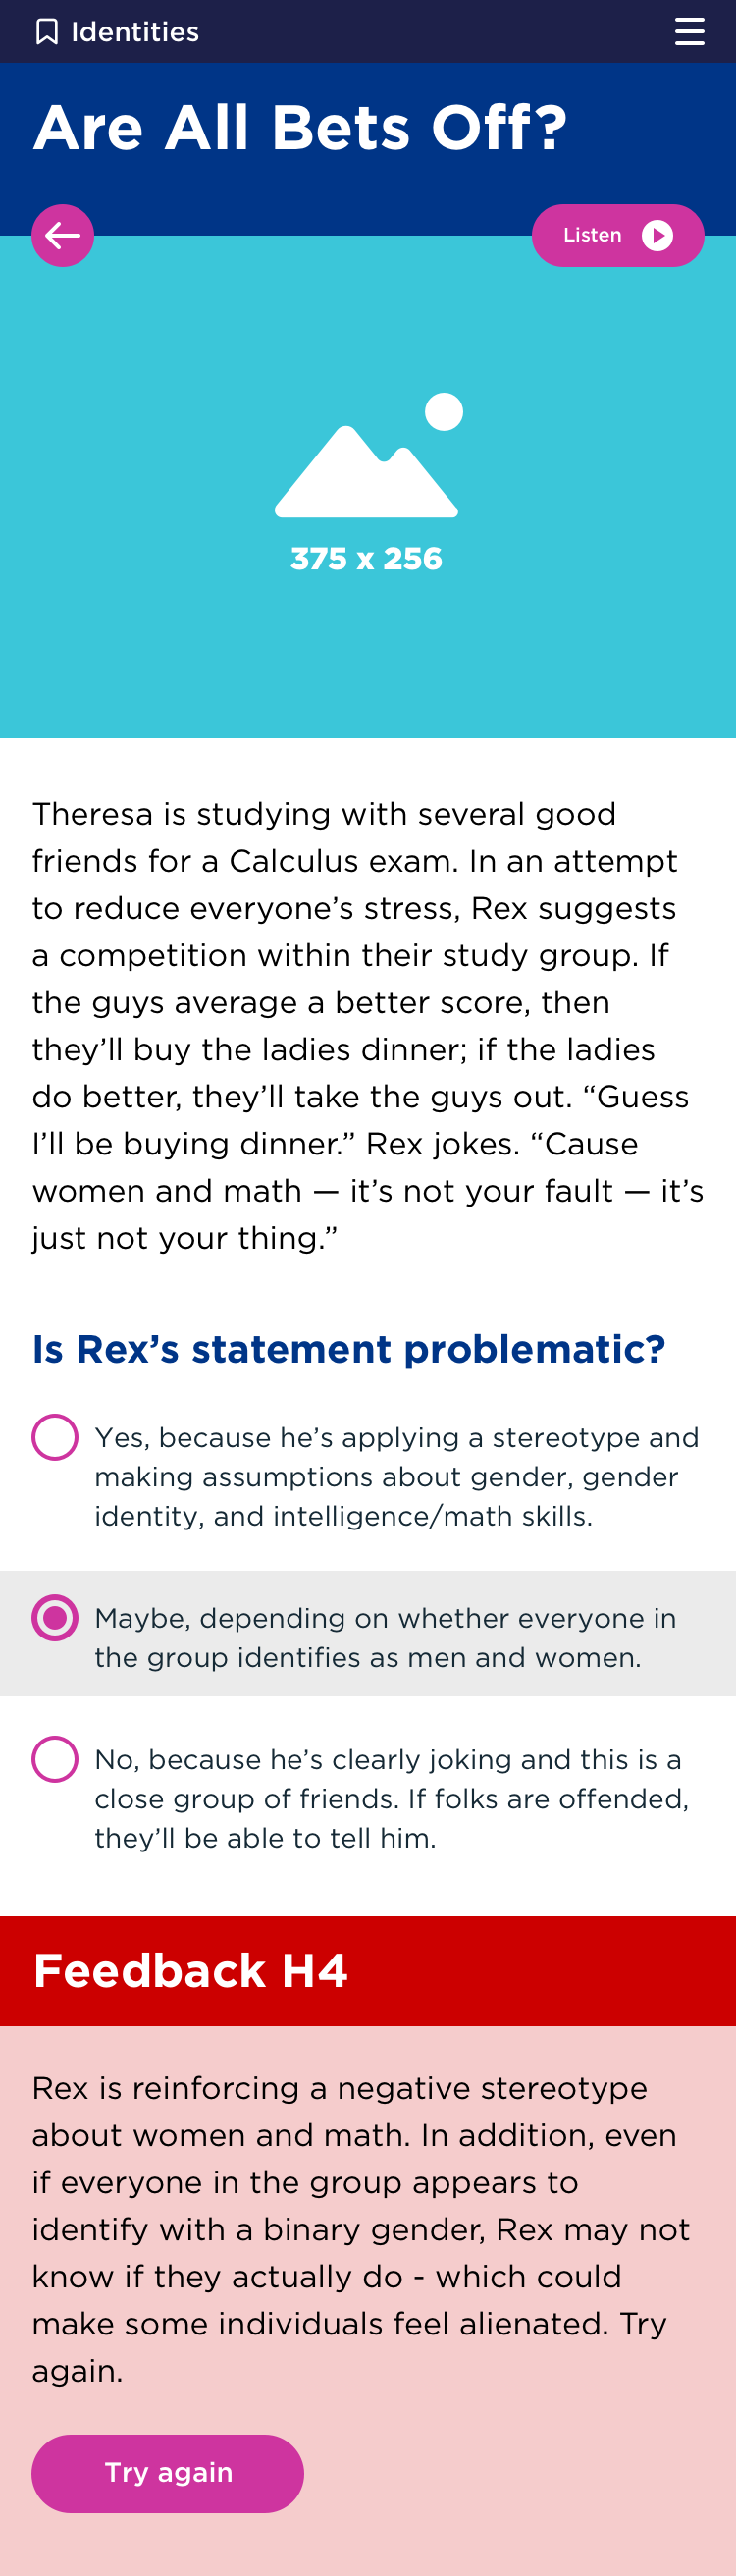 Identities
Are All Bets Off?
Listen
375 x 256
Theresa is studying with several good
friends for a Calculus exam. In an attempt
to reduce everyone’s stress, Rex suggests
a competition within their study group. If
the guys average a better score, then
they’ll buy the ladies dinner; if the ladies
do better, they’ll take the guys out. “Guess
I’ll be buying dinner.” Rex jokes. “Cause
women and math — it’s not your fault — it’s
just not your thing.”
Is Rex’s statement problematic?
Yes, because he’s applying a stereotype and
making assumptions about gender, gender
identity, and intelligence/math skills.
Maybe, depending on whether everyone in
the group identifies as men and women.
No, because he’s clearly joking and this is a
close group of friends. If folks are offended,
they’ll be able to tell him.
Feedback H4
Rex is reinforcing a negative stereotype
about women and math. In addition, even
if everyone in the group appears to
identify with a binary gender, Rex may not
know if they actually do - which could
make some individuals feel alienated. Try
again.
Try again